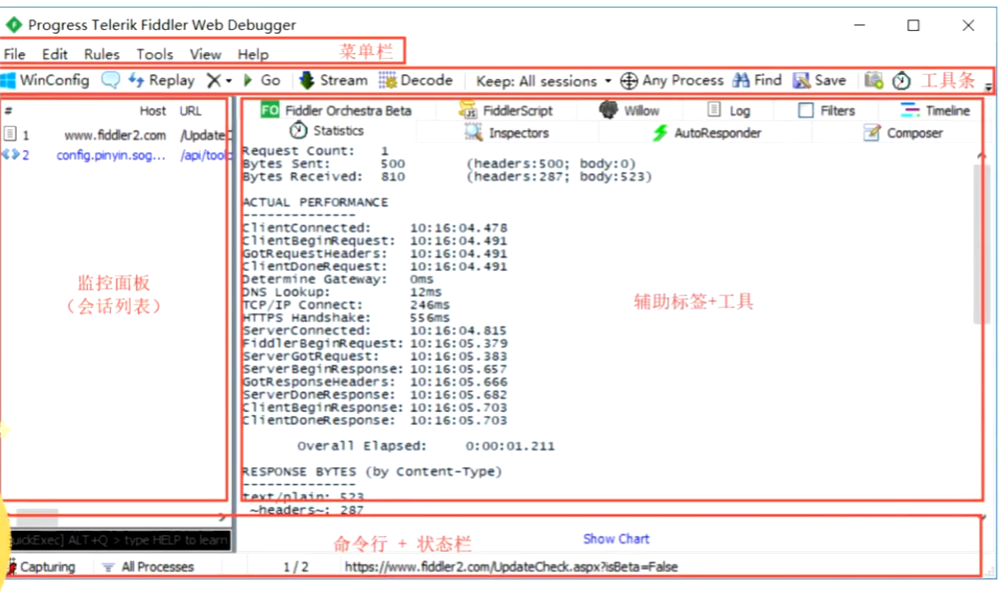 Progress Telerik Fiddler Web Debugger
File Edit Rules Tools View Help 菜单栏
WinConfig Replay Go Stream Decode Keep: All sessions Any Process Find Save 工具条
# Host URL
1 www.fiddler2.com /Update
2 config.pinyin.sog... /api/tool
监控面板
（会话列表）
FO Fiddler Orchestra Beta FiddlerScript Willow Log Filters Timeline
Statistics Inspectors AutoResponder Composer
Request Count: 1
Bytes Sent: 500 (headers:500; body:0)
Bytes Received: 810 (headers:287; body:523)
ACTUAL PERFORMANCE
--------------
ClientConnected: 10:16:04.478
ClientBeginRequest: 10:16:04.491
GotRequestHeaders: 10:16:04.491
ClientDoneRequest: 10:16:04.491
Determine Gateway: 0ms
DNS Lookup: 12ms
TCP/IP Connect: 246ms
HTTPS Handshake: 556ms
ServerConnected: 10:16:04.815
FiddlerBeginRequest: 10:16:05.379
ServerGotRequest: 10:16:05.383
ServerBeginResponse: 10:16:05.657
GotResponseHeaders: 10:16:05.666
ServerDoneResponse: 10:16:05.682
ClientBeginResponse: 10:16:05.703
ClientDoneResponse: 10:16:05.703
Overall Elapsed: 0:00:01.211
RESPONSE BYTES (by Content-Type)
--------------
text/plain: 523
~headers~: 287
辅助标签+工具
uickExec] ALT+Q > type HELP to learn
命令行 + 状态栏
Show Chart
Capturing All Processes 1 / 2 https://www.fiddler2.com/UpdateCheck.aspx?isBeta=False